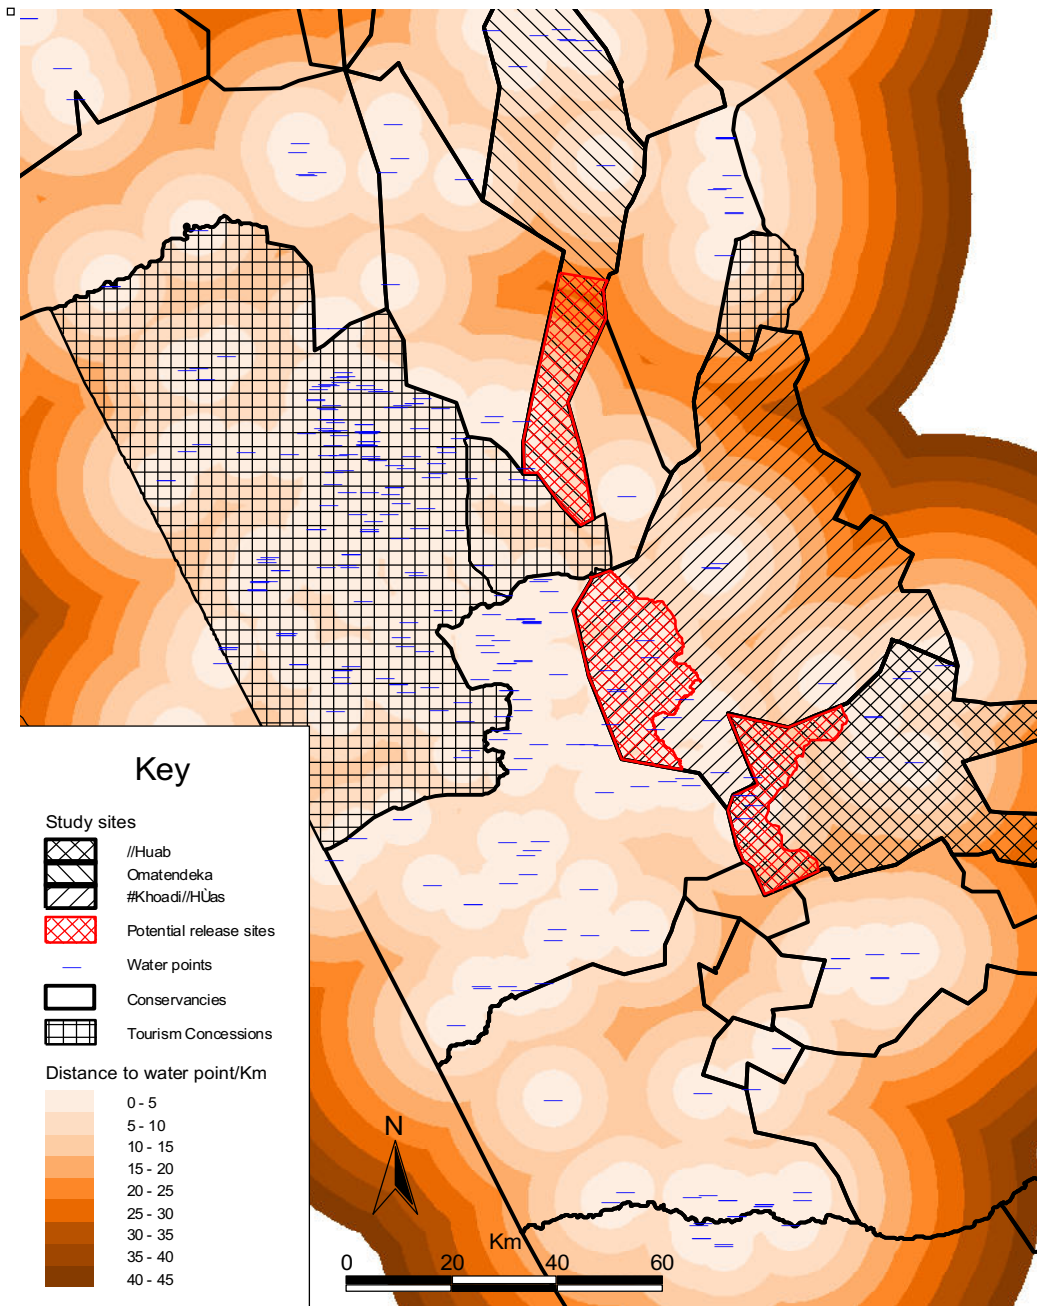 Key
Study sites
//Huab
Omatendeka
#Khoadi//HÙas
Potential release sites
Water points
Conservancies
Tourism Concessions
Distance to water point/Km
0 - 5
5 - 10
10 - 15
15 - 20
20 - 25
25 - 30
30 - 35
35 - 40
40 - 45
N
Km
0 20 40 60